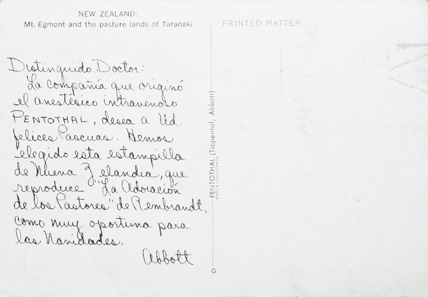 NEW ZEALAND:
Mt. Egmont and the pasture lands of Taranaki
PRINTED MATTER
Distinguido Doctor:
La compañía que originó
el anestésico intravenoso
PENTOTHAL, desea a Ud.
felices Pascuas. Hemos
elegido esta estampilla
de Nueva Zelandia, que
reproduce "La Adoración
de los Pastores" de Rembrandt,
como muy oportuna para
las Navidades.
Abbott
PENTOTHAL (Tiopental, Abbott)